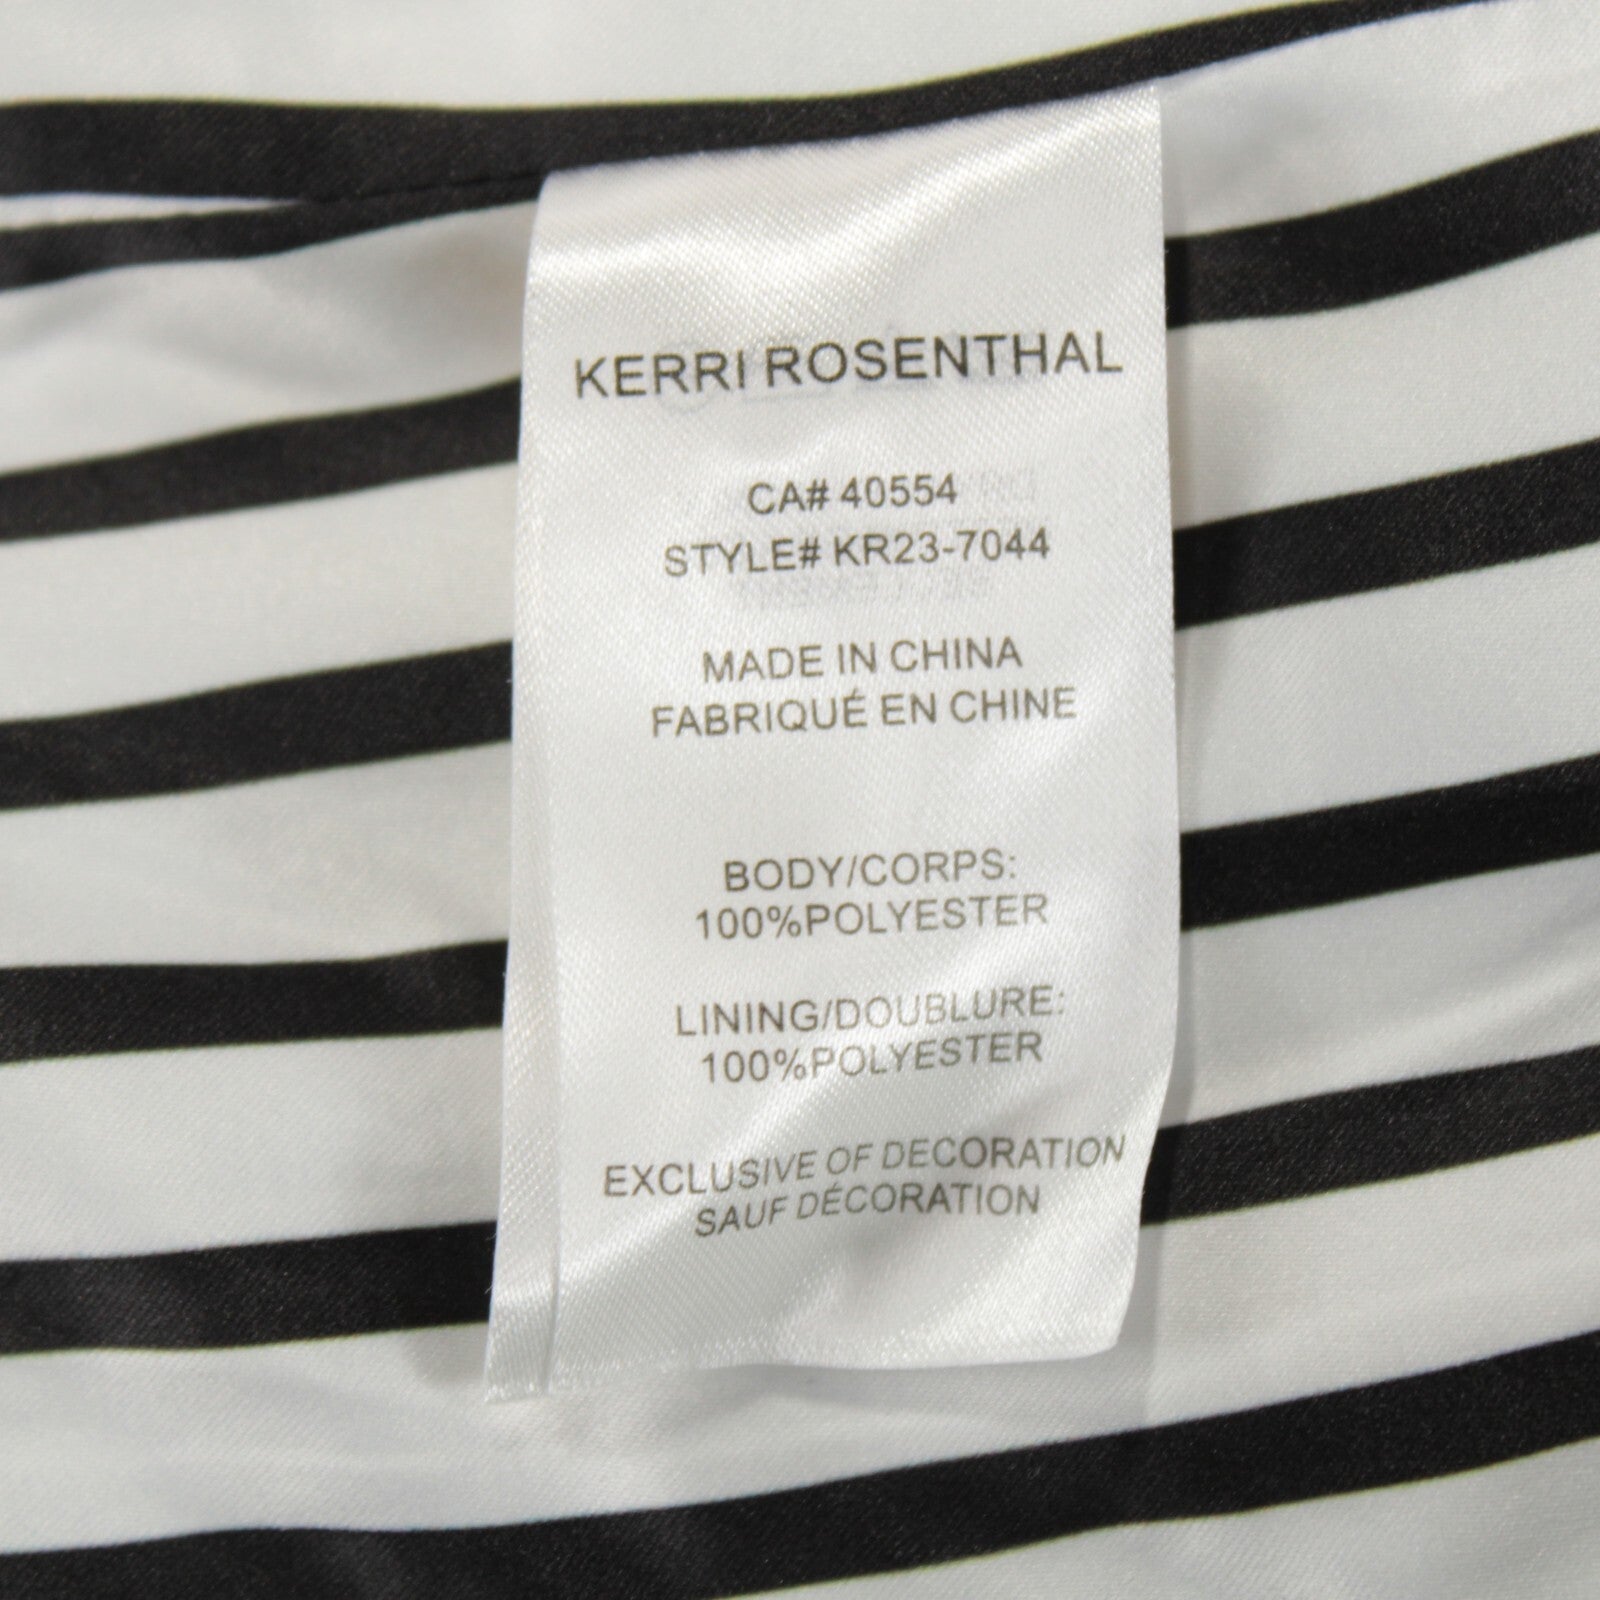 KERRI ROSENTHAL
CA# 40554
STYLE# KR23-7044
MADE IN CHINA
FABRIQUÉ EN CHINE
BODY/CORPS:
100%POLYESTER
LINING/DOUBLURE:
100%POLYESTER
EXCLUSIVE OF DECORATION
SAUF DÉCORATION